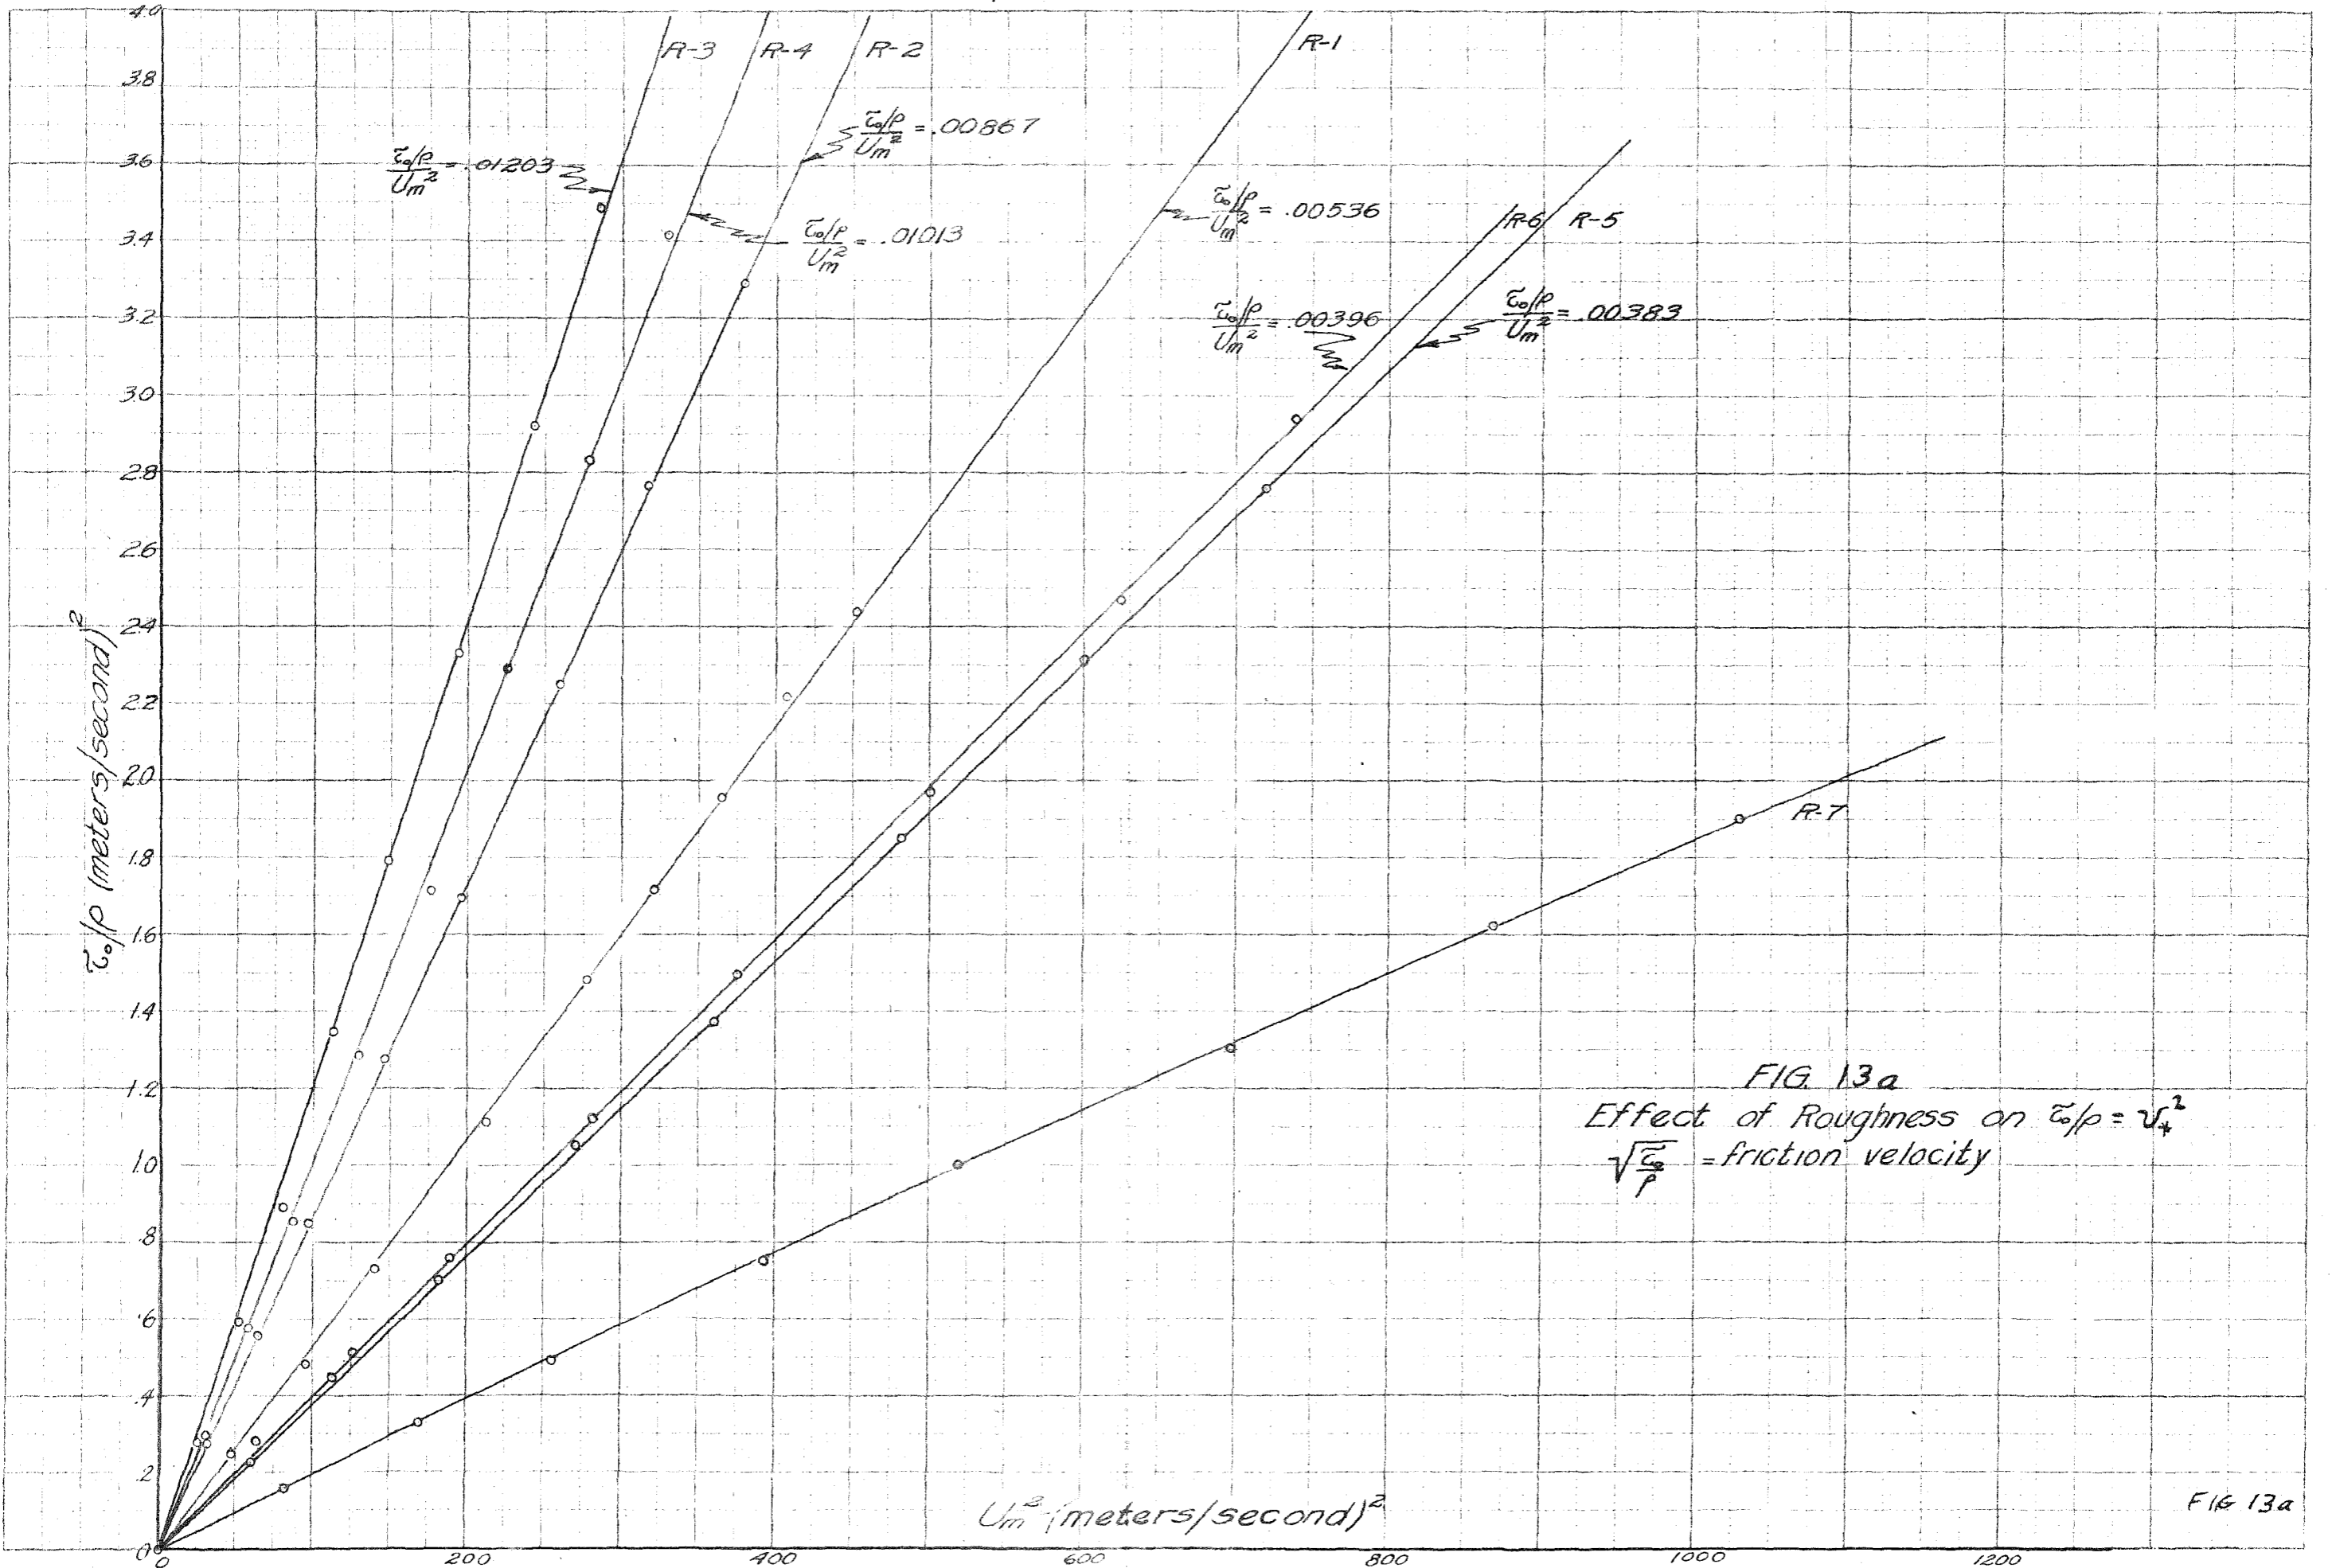 4.0
3.8
3.6
3.4
3.2
3.0
2.8
2.6
2.4
2.2
2.0
1.8
1.6
1.4
1.2
1.0
.8
.6
.4
.2
0
τ₀/ρ (meters/second)²
R-3
R-4
R-2
R-1
R-6
R-5
R-7
τ₀/ρ / Um² = .01203
τ₀/ρ / Um² = .00867
τ₀/ρ / Um² = .01013
τ₀/ρ / Um² = .00536
τ₀/ρ / Um² = .00396
τ₀/ρ / Um² = .00383
FIG. 13a
Effect of Roughness on τ₀/ρ = v*²
√τ₀/ρ = friction velocity
Um² (meters/second)²
FIG 13a
0
200
400
600
800
1000
1200